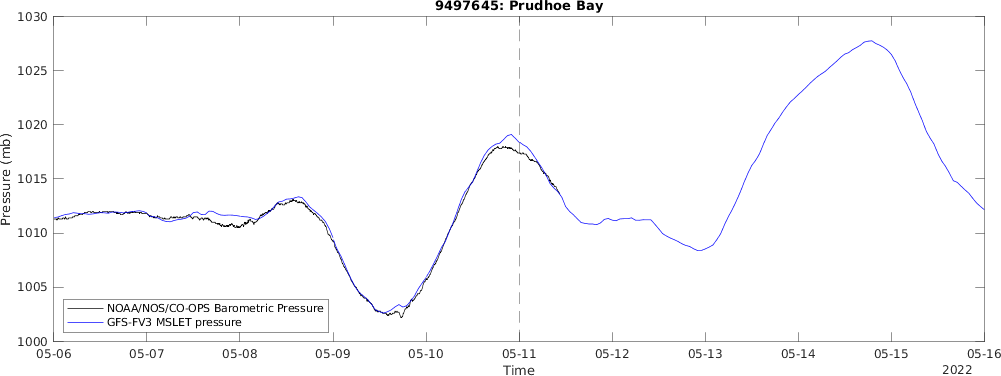 9497645: Prudhoe Bay
Pressure (mb)
1030
1025
1020
1015
1010
1005
1000
NOAA/NOS/CO-OPS Barometric Pressure
GFS-FV3 MSLET pressure
05-06 05-07 05-08 05-09 05-10 05-11 05-12 05-13 05-14 05-15 05-16
Time
2022